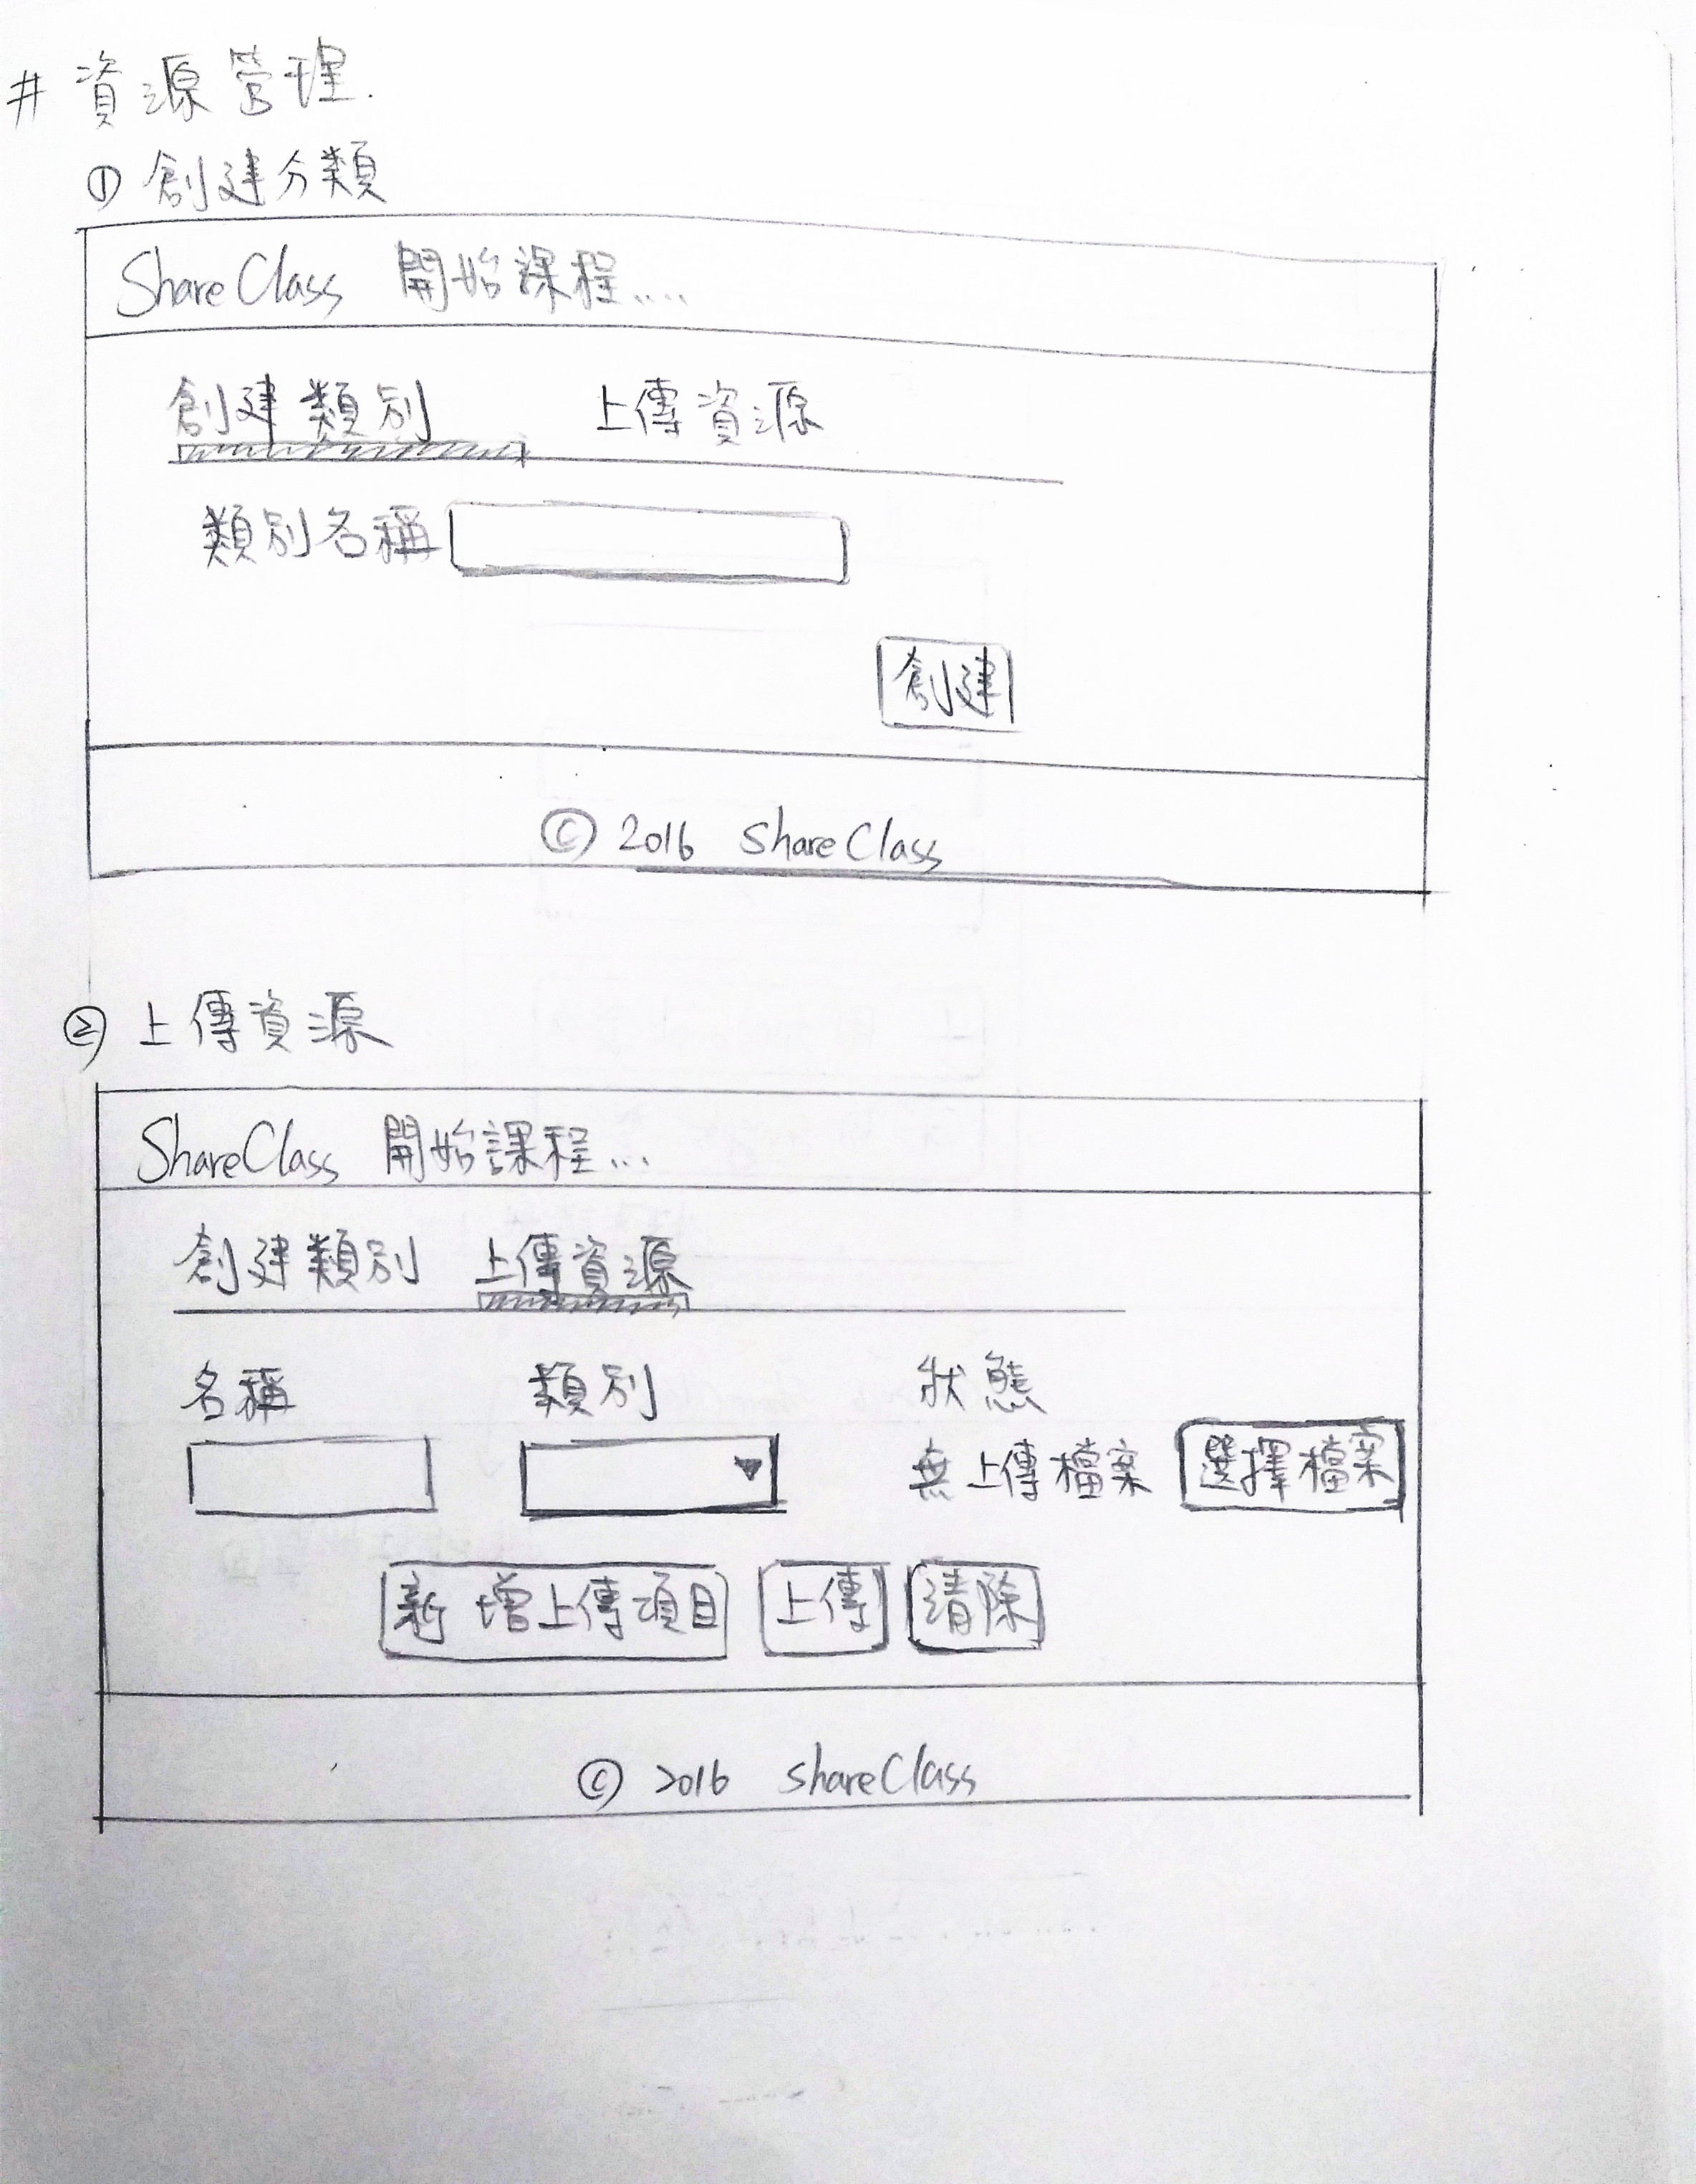 # 資源管理.
① 創建分類
ShareClass 開始課程....
創建類別 上傳資源
類別名稱
創建
© 2016 ShareClass
② 上傳資源
ShareClass 開始課程...
創建類別 上傳資源
名稱 類別 狀態
無上傳檔案 選擇檔案
新增上傳項目 上傳 清除
© 2016 ShareClass